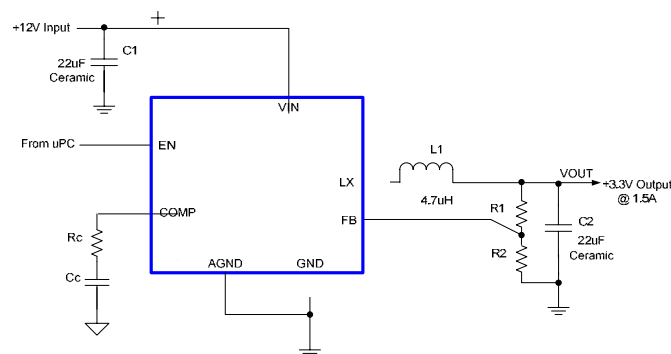 +12V Input
C1
22uF
Ceramic
VIN
From uPC
EN
L1
LX
VOUT
+3.3V Output
@ 1.5A
4.7uH
R1
COMP
FB
C2
Rc
22uF
Ceramic
R2
AGND
GND
Cc